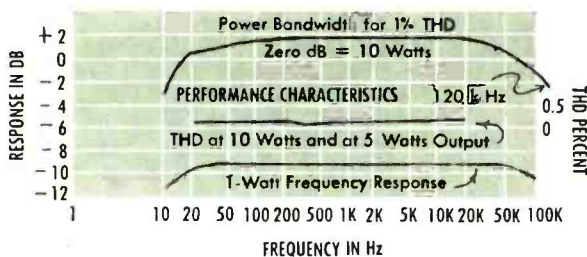 Power Bandwidth for 1% THD
Zero dB = 10 Watts
PERFORMANCE CHARACTERISTICS
20 k Hz
THD at 10 Watts and at 5 Watts Output
1-Watt Frequency Response
RESPONSE IN DB
+ 2
0
- 2
- 4
- 6
- 8
- 10
- 12
0.5
0
THD PERCENT
1 10 20 50 100 200 500 1K 2K 5K 10K 20K 50K 100K
FREQUENCY IN Hz